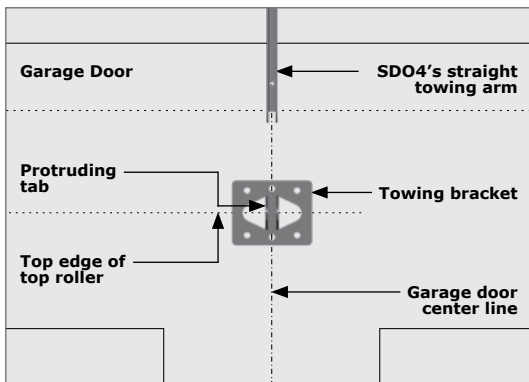 Garage Door
SDO4's straight
towing arm
Protruding
tab
Towing bracket
Top edge of
top roller
Garage door
center line